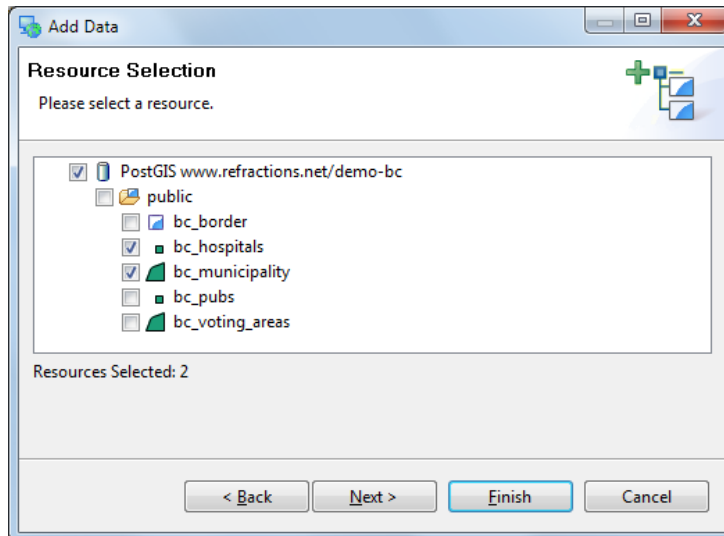 Add Data
Resource Selection
Please select a resource.
PostGIS www.refractions.net/demo-bc
public
bc_border
bc_hospitals
bc_municipality
bc_pubs
bc_voting_areas
Resources Selected: 2
< Back Next > Finish Cancel